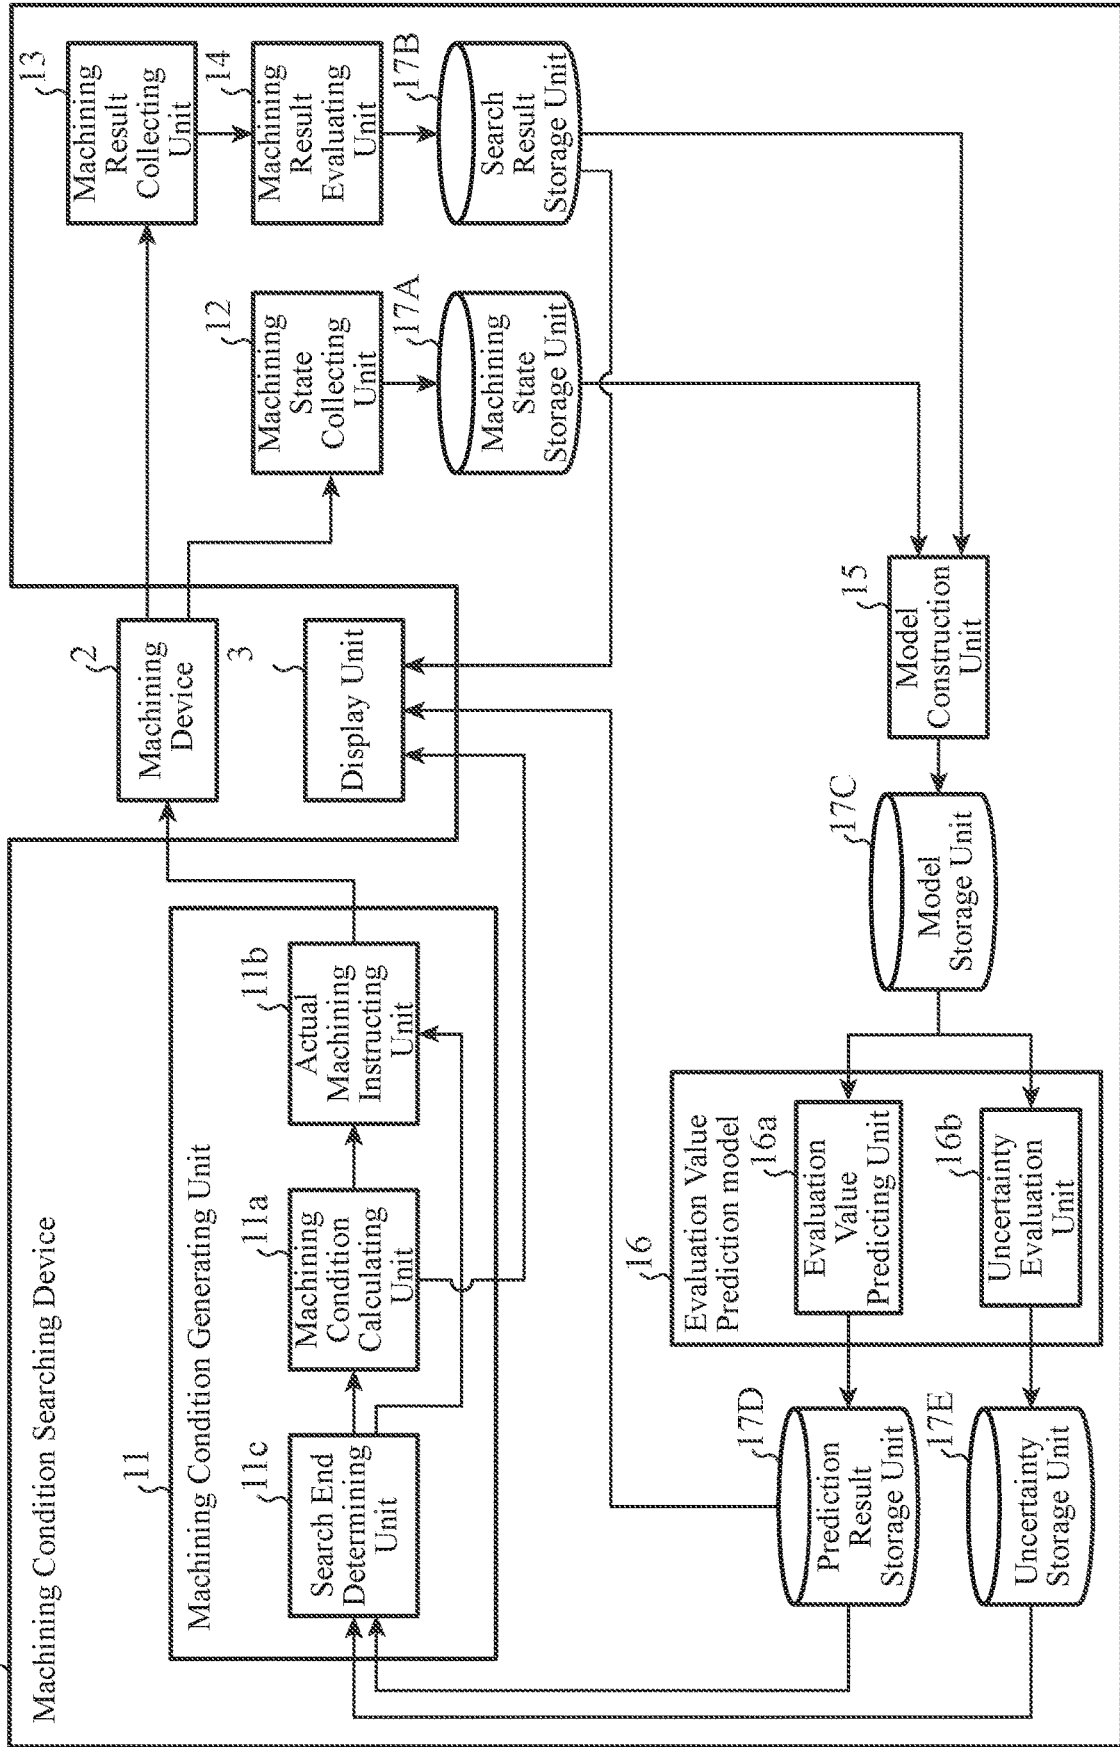 Machining Condition Searching Device
11
Machining Condition Generating Unit
11c
Search End
Determining
Unit
11a
Machining
Condition
Calculating
Unit
11b
Actual
Machining
Instructing
Unit
2
Machining
Device
3
Display Unit
13
Machining
Result
Collecting
Unit
14
Machining
Result
Evaluating
Unit
17B
Search
Result
Storage Unit
12
Machining
State
Collecting
Unit
17A
Machining
State
Storage Unit
15
Model
Construction
Unit
17C
Model
Storage Unit
16
Evaluation Value
Prediction model
16a
Evaluation
Value
Predicting Unit
16b
Uncertainty
Evaluation
Unit
17D
Prediction
Result
Storage Unit
17E
Uncertainty
Storage Unit